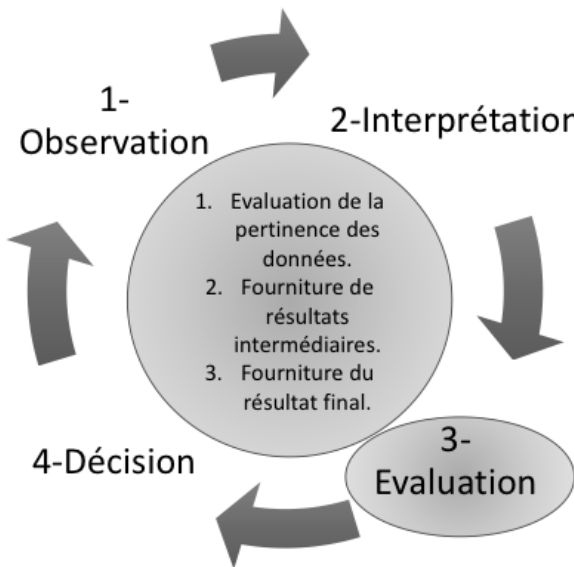 1-
Observation
2-Interprétation
1. Evaluation de la
pertinence des
données.
2. Fourniture de
résultats
intermédiaires.
3. Fourniture du
résultat final.
3-
Evaluation
4-Décision